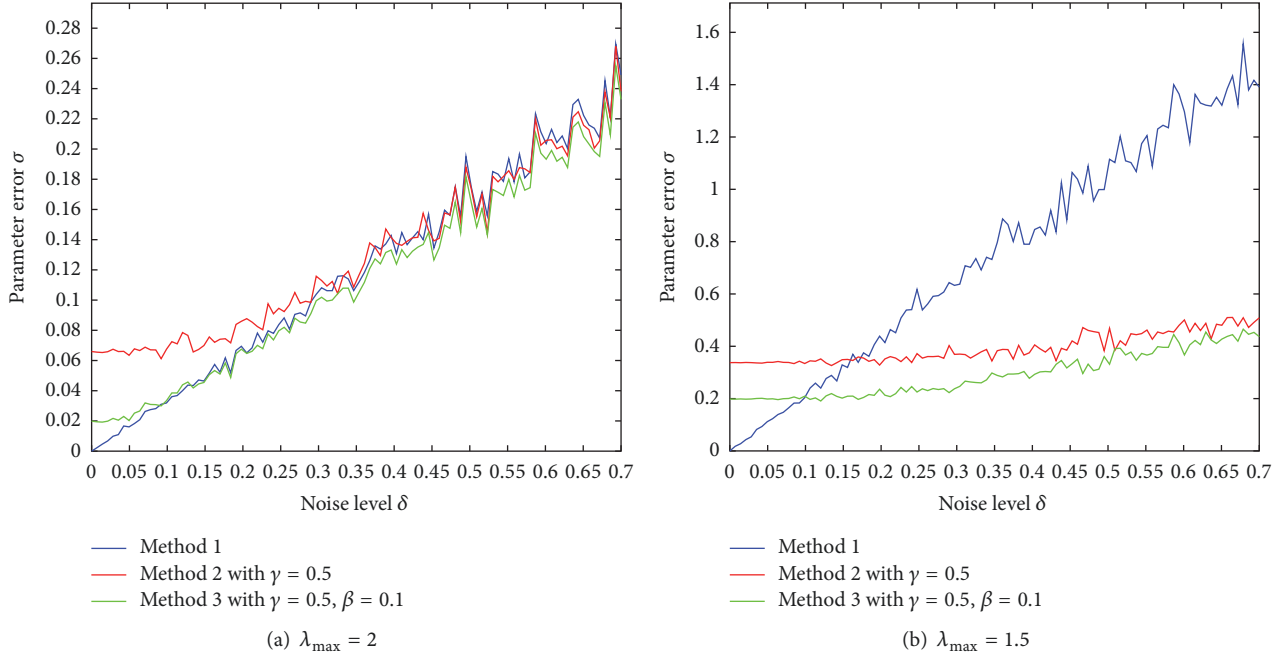 0.28
0.26
0.24
0.22
0.2
0.18
0.16
0.14
0.12
0.1
0.08
0.06
0.04
0.02
0
Parameter error σ
0 0.05 0.1 0.15 0.2 0.25 0.3 0.35 0.4 0.45 0.5 0.55 0.6 0.65 0.7
Noise level δ
Method 1
Method 2 with γ = 0.5
Method 3 with γ = 0.5, β = 0.1
(a) λmax = 2
1.6
1.4
1.2
1
0.8
0.6
0.4
0.2
0
Parameter error σ
0 0.05 0.1 0.15 0.2 0.25 0.3 0.35 0.4 0.45 0.5 0.55 0.6 0.65 0.7
Noise level δ
Method 1
Method 2 with γ = 0.5
Method 3 with γ = 0.5, β = 0.1
(b) λmax = 1.5